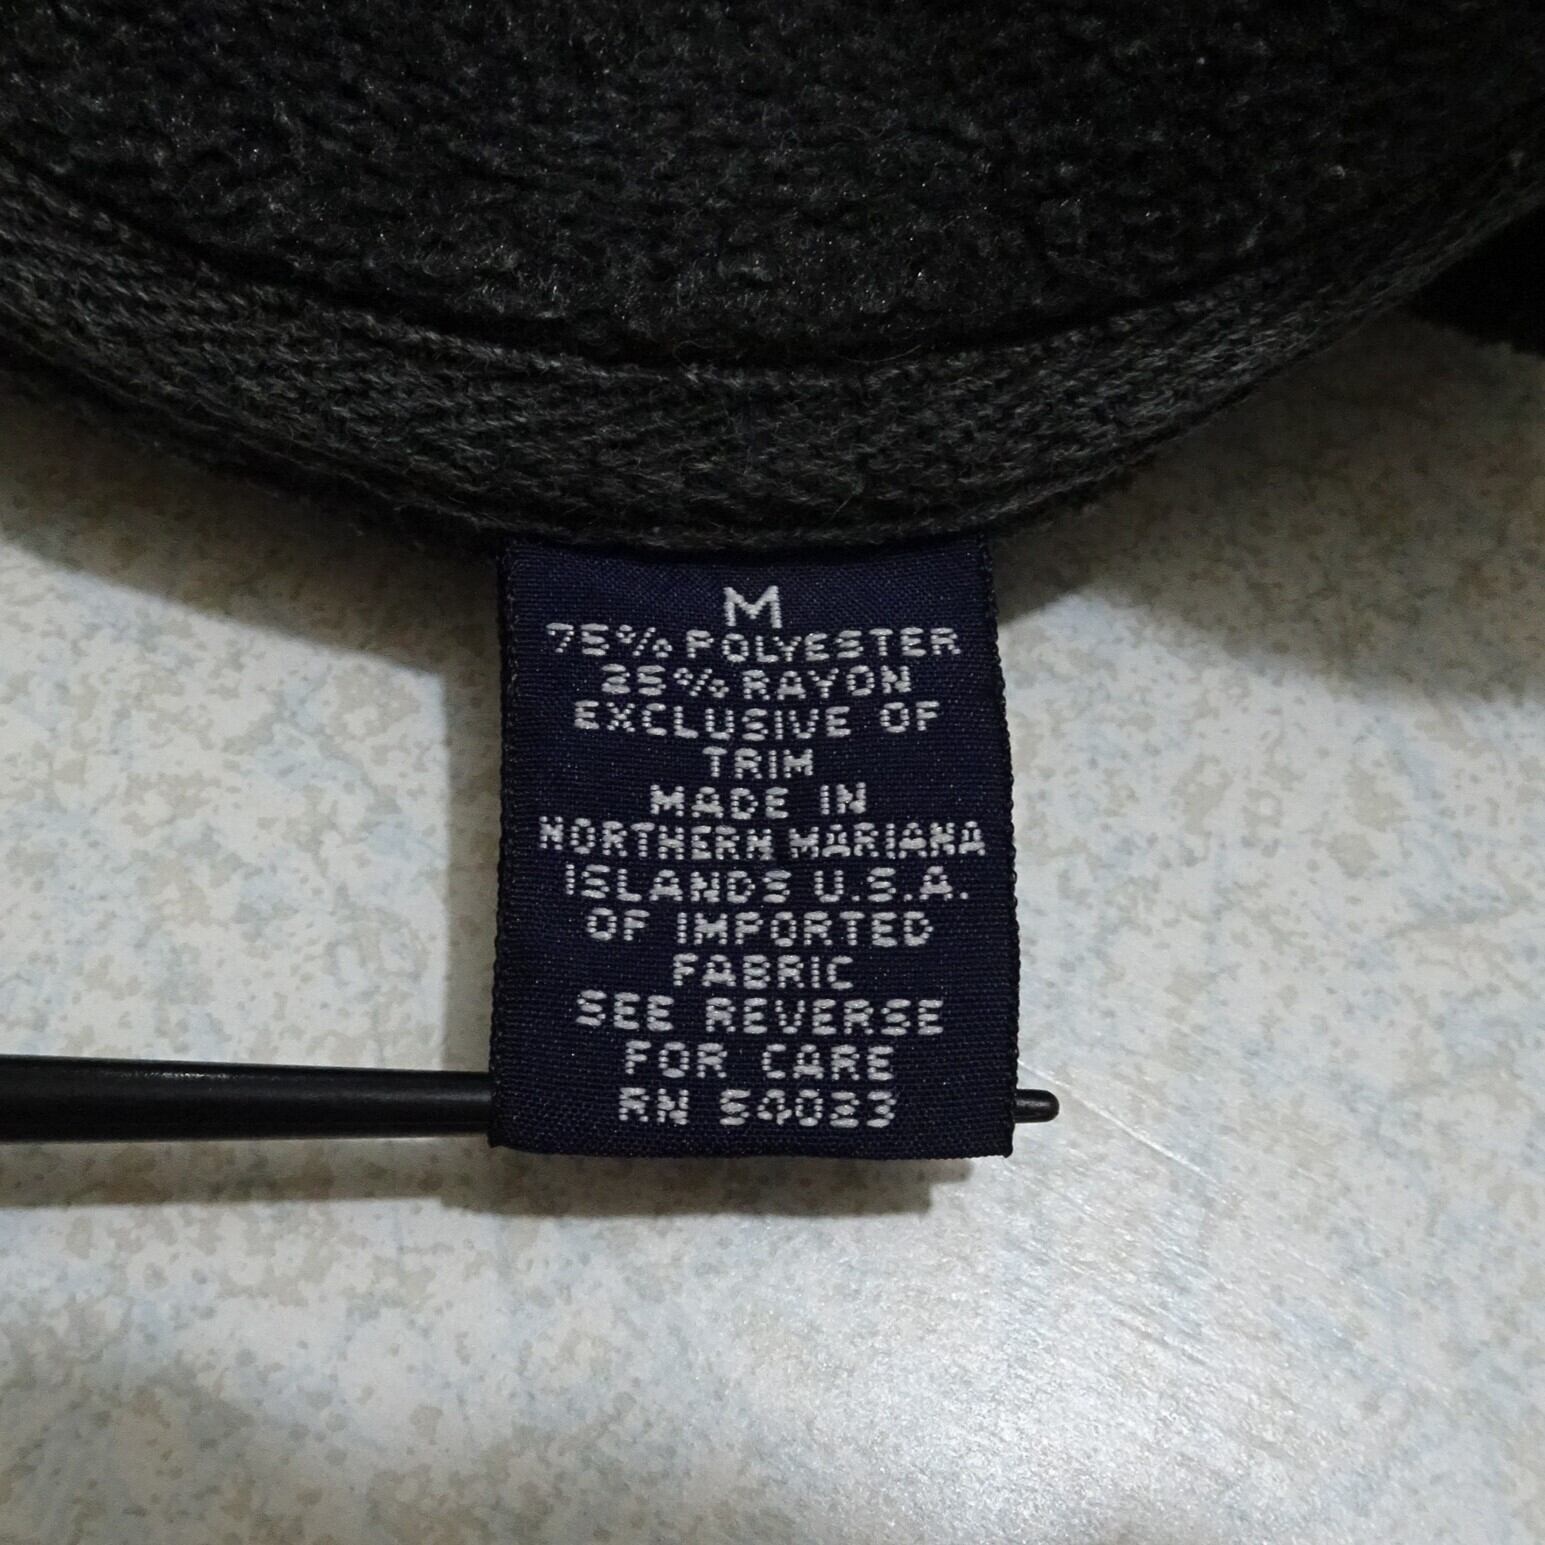 M
75% POLYESTER
25% RAYON
EXCLUSIVE OF
TRIM
MADE IN
NORTHERN MARIANA
ISLANDS U.S.A.
OF IMPORTED
FABRIC
SEE REVERSE
FOR CARE
RN 54023